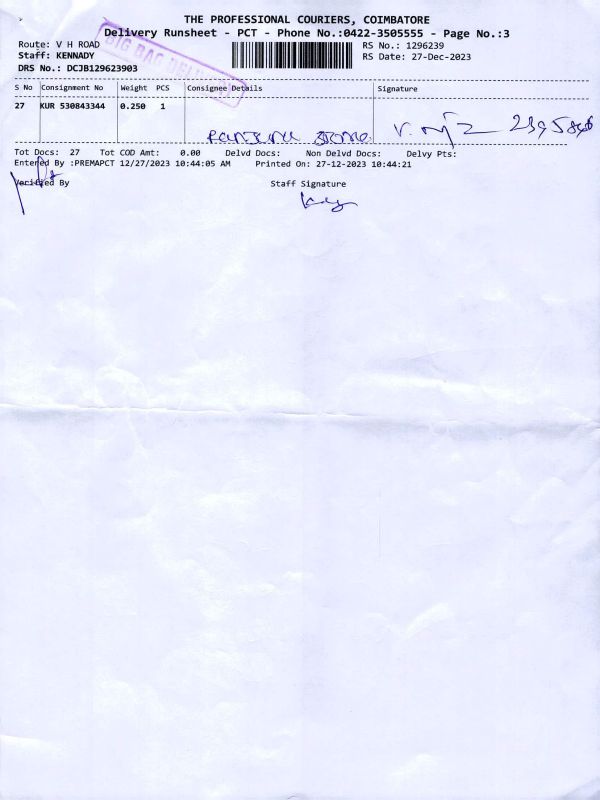 THE PROFESSIONAL COURIERS, COIMBATORE
Delivery Runsheet - PCT - Phone No.:0422-3505555 - Page No.:3
Route: V H ROAD
RS No.: 1296239
Staff: KENNADY
RS Date: 27-Dec-2023
DRS No.: DCJB129623903
BIG BAG
S No Consignment No Weight PCS Consignee Details Signature
27 KUR 530843344 0.250 1
Tot Docs: 27 Tot COD Amt: 0.00 Delvd Docs: Non Delvd Docs: Delvy Pts:
Entered By :PREMAPCT 12/27/2023 10:44:05 AM Printed On: 27-12-2023 10:44:21
Verified By Staff Signature